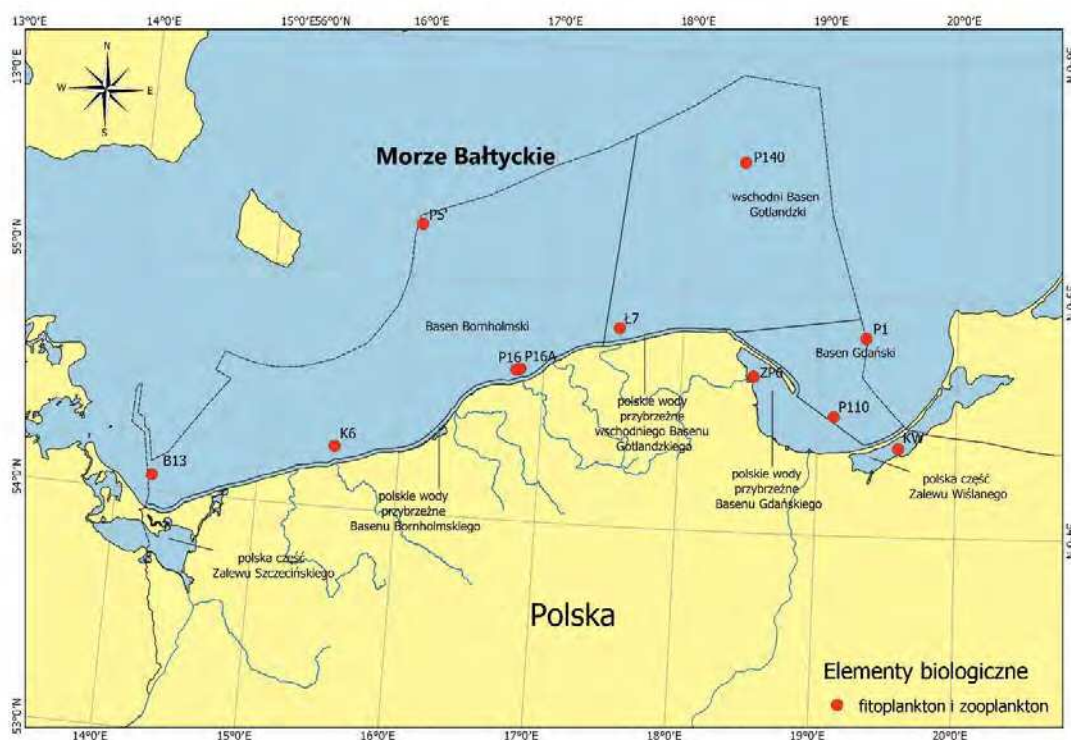 13°0'E 14°0'E 15°0'E56°0'N 16°0'E 17°0'E 18°0'E 19°0'E 20°0'E
13°0'E
N
W E
S
Morze Bałtyckie
P140
wschodni Basen
Gotlandzki
P5'
55°0'N
Ł7
Basen Bornholmski
P1
Basen Gdański
P16 P16A
ZP6
polskie wody
przybrzeżne
wschodniego Basenu
Gotlandzkiego
P110
K6
KW
B13
54°0'N
polskie wody
przybrzeżne
Basenu Bornholmskiego
polskie wody
przybrzeżne
Basenu Gdańskiego
polska część
Zalewu Wiślanego
polska część
Zalewu Szczecińskiego
Polska
Elementy biologiczne
fitoplankton i zooplankton
53°0'N
14°0'E 15°0'E 16°0'E 17°0'E 18°0'E 19°0'E 20°0'E